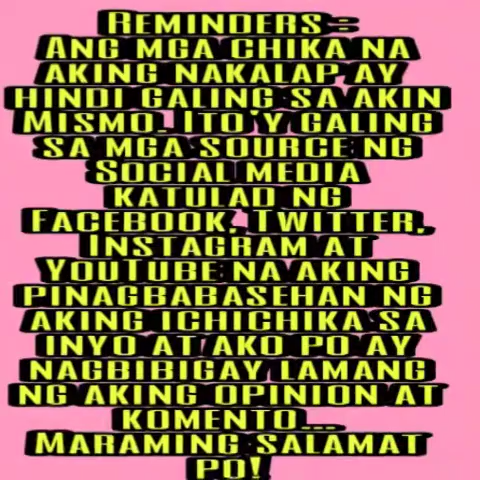 Reminders :
Ang mga chika na
aking nakalap ay
hindi galing sa akin
Mismo. Ito'y galing
sa mga source ng
Social media
katulad ng
Facebook, Twitter,
Instagram at
YouTube na aking
pinagbabasehan ng
aking ichichika sa
inyo at ako po ay
nagbibigay lamang
ng aking opinion at
komento...
Maraming salamat
po!